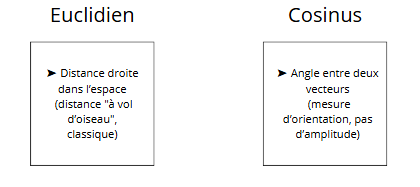 Euclidien
➤ Distance droite
dans l'espace
(distance "à vol
d'oiseau",
classique)
Cosinus
➤ Angle entre deux
vecteurs
(mesure
d'orientation, pas
d'amplitude)